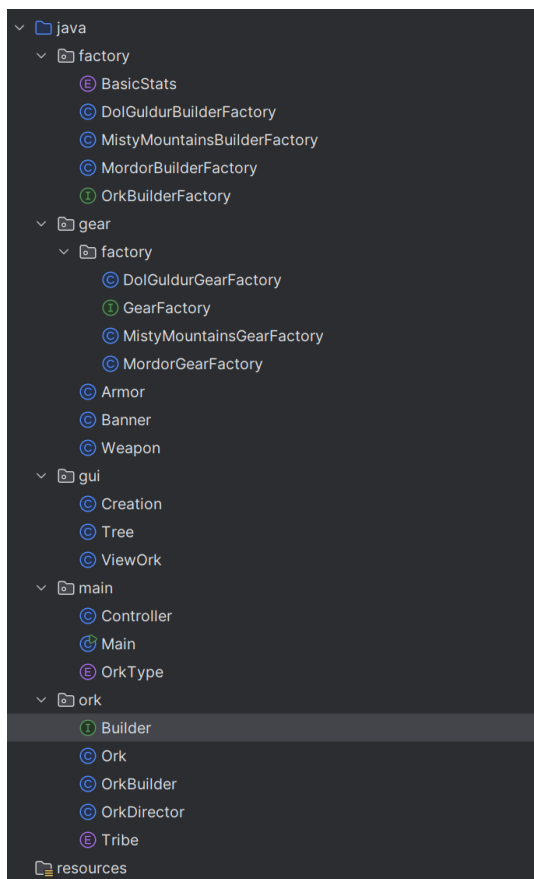 java
factory
E BasicStats
C DolGuldurBuilderFactory
C MistyMountainsBuilderFactory
C MordorBuilderFactory
I OrkBuilderFactory
gear
factory
C DolGuldurGearFactory
I GearFactory
C MistyMountainsGearFactory
C MordorGearFactory
C Armor
C Banner
C Weapon
gui
C Creation
C Tree
C ViewOrk
main
C Controller
C Main
E OrkType
ork
I Builder
C Ork
C OrkBuilder
C OrkDirector
E Tribe
resources